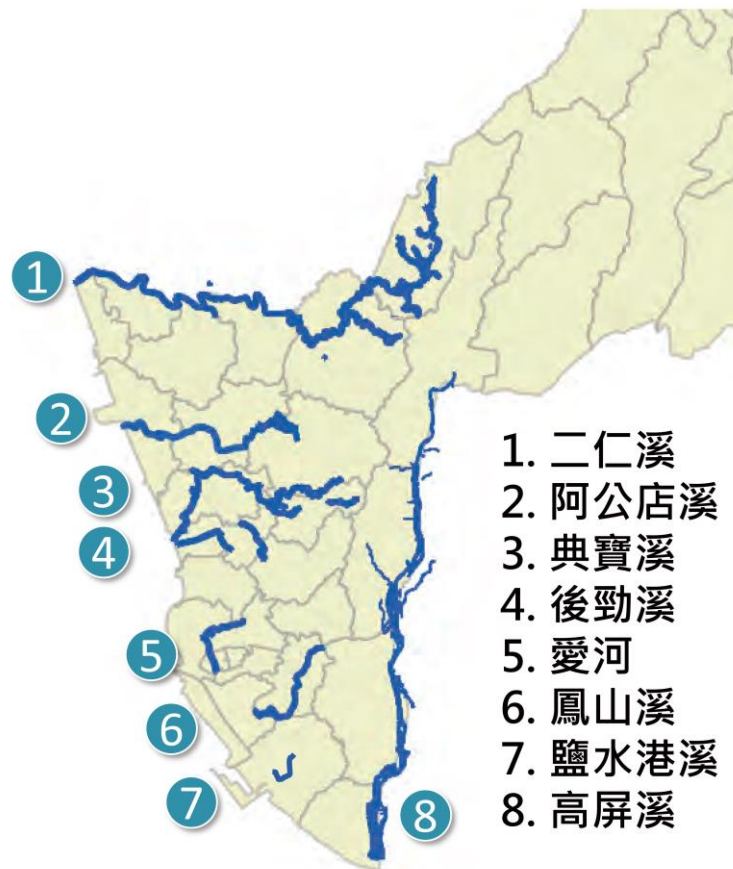 1
2
3
4
5
6
7
8
1. 二仁溪
2. 阿公店溪
3. 典寶溪
4. 後勁溪
5. 愛河
6. 鳳山溪
7. 鹽水港溪
8. 高屏溪